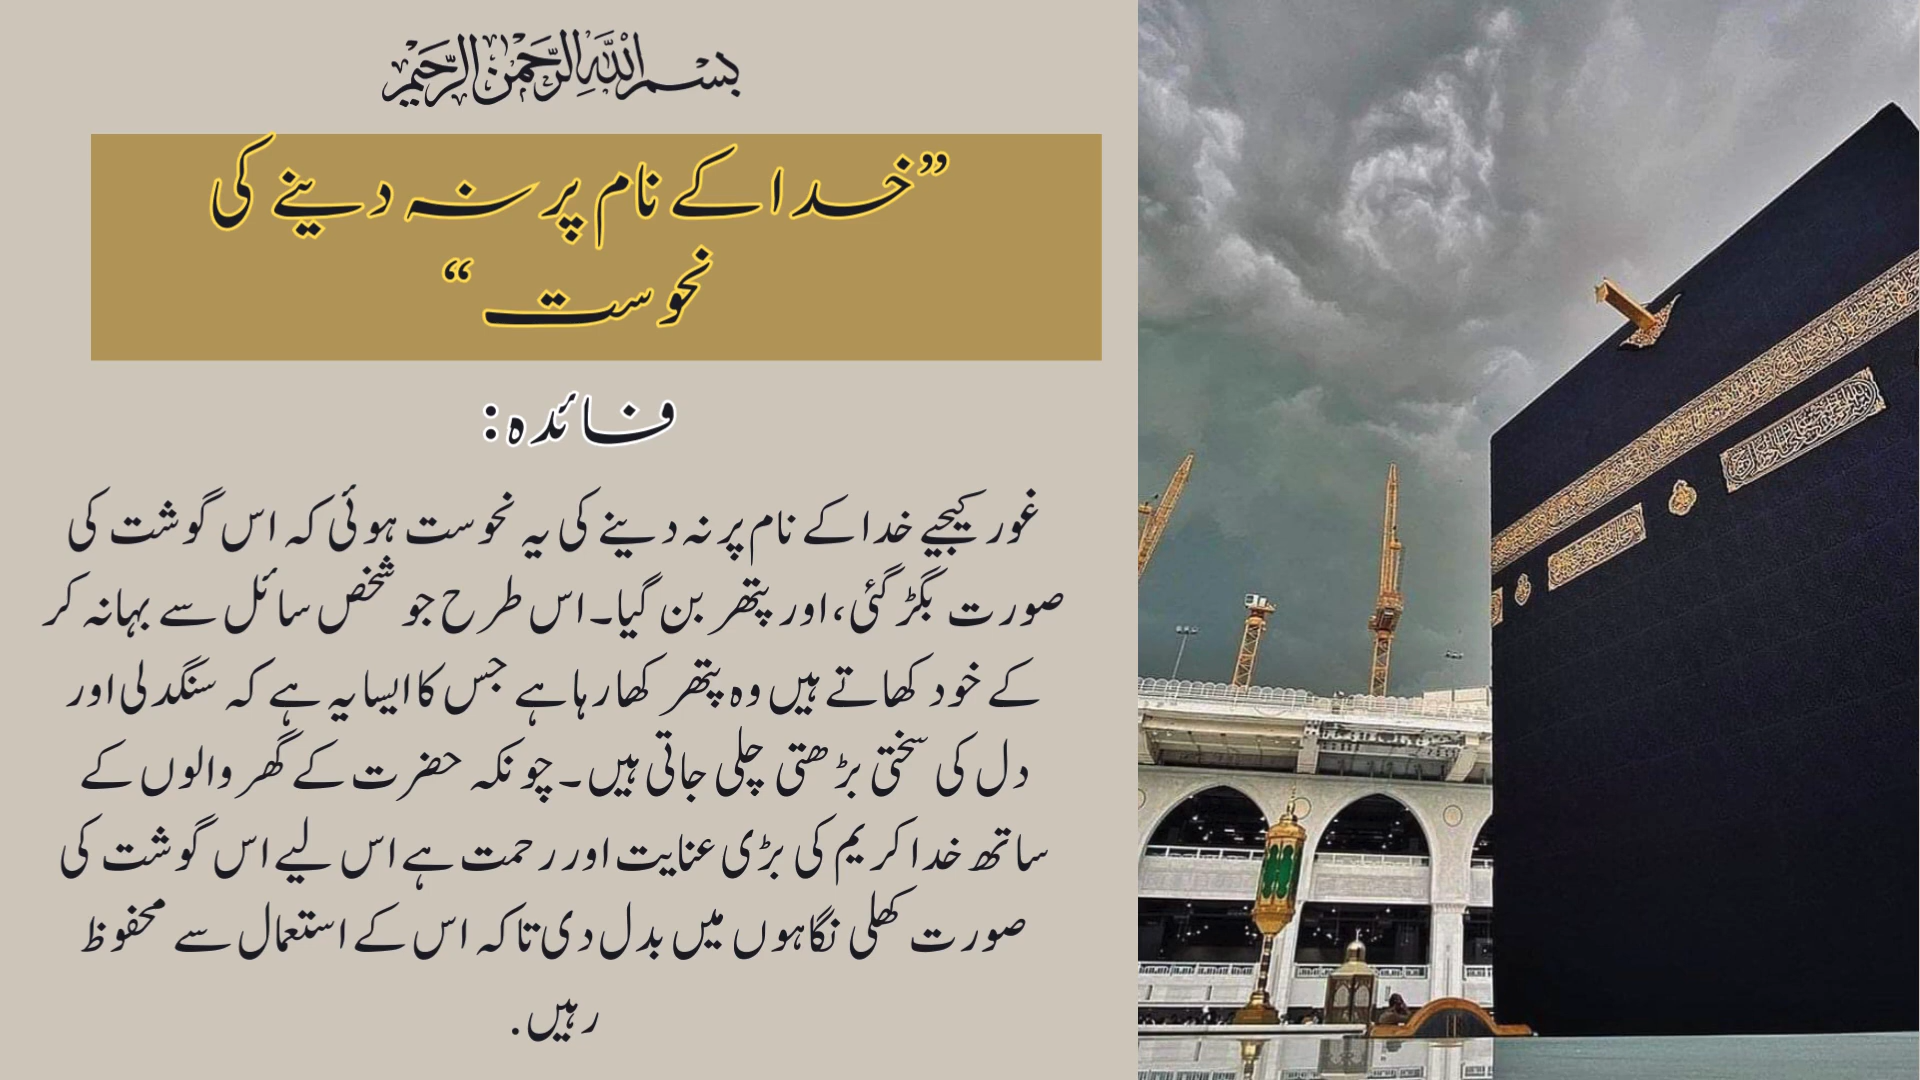 بسم اللہ الرحمن الرحیم
”خدا کے نام پر نہ دینے کی
نحوست“
فائدہ:
غور کیجیے خدا کے نام پر نہ دینے کی یہ نحوست ہوئی کہ اس گوشت کی
صورت بگڑ گئی، اور پتھر بن گیا۔ اس طرح جو شخص سائل سے بہانہ کر
کے خود کھاتے ہیں وہ پتھر کھا رہا ہے جس کا ایسا یہ ہے کہ سنگدلی اور
دل کی سختی بڑھتی چلی جاتی ہیں۔ چونکہ حضرت کے گھر والوں کے
ساتھ خدا کریم کی بڑی عنایت اور رحمت ہے اس لیے اس گوشت کی
صورت کھلی نگاہوں میں بدل دی تاکہ اس کے استعمال سے محفوظ
رہیں.